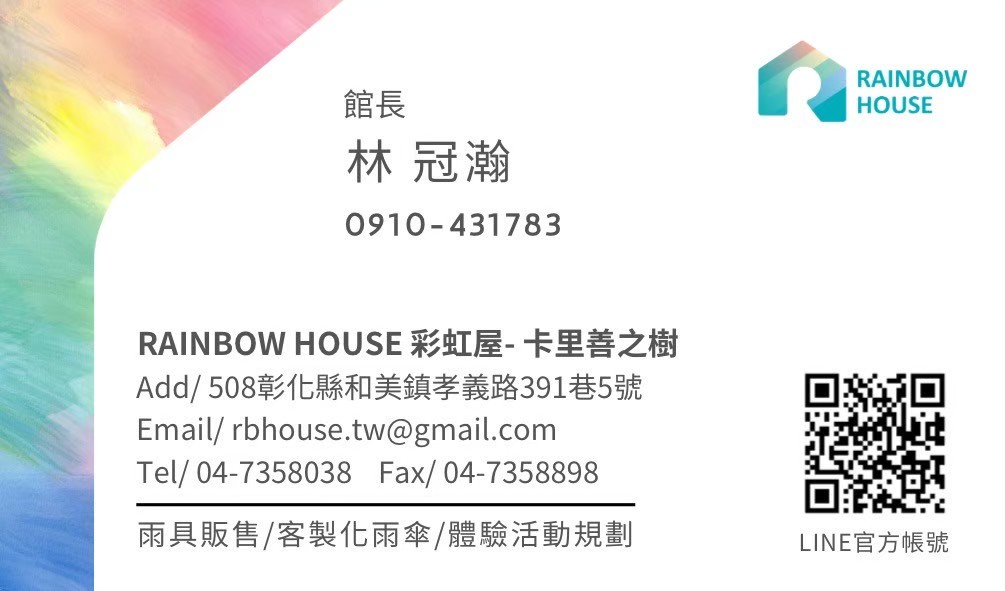 RAINBOW
HOUSE
館長
林 冠瀚
0910-431783
RAINBOW HOUSE 彩虹屋- 卡里善之樹
Add/ 508彰化縣和美鎮孝義路391巷5號
Email/ rbhouse.tw@gmail.com
Tel/ 04-7358038 Fax/ 04-7358898
雨具販售/客製化雨傘/體驗活動規劃
LINE官方帳號